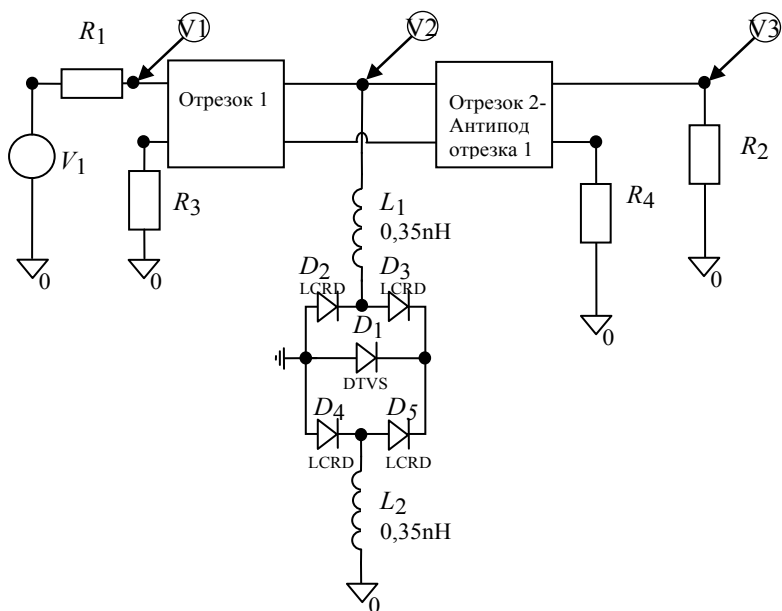 V1
V2
V3
R1
Отрезок 1
Отрезок 2-
Антипод
отрезка 1
V1
R3
R4
R2
L1
0,35nH
0
0
0
D2
D3
LCRD
LCRD
D1
DTVS
D4
D5
LCRD
LCRD
L2
0,35nH
0